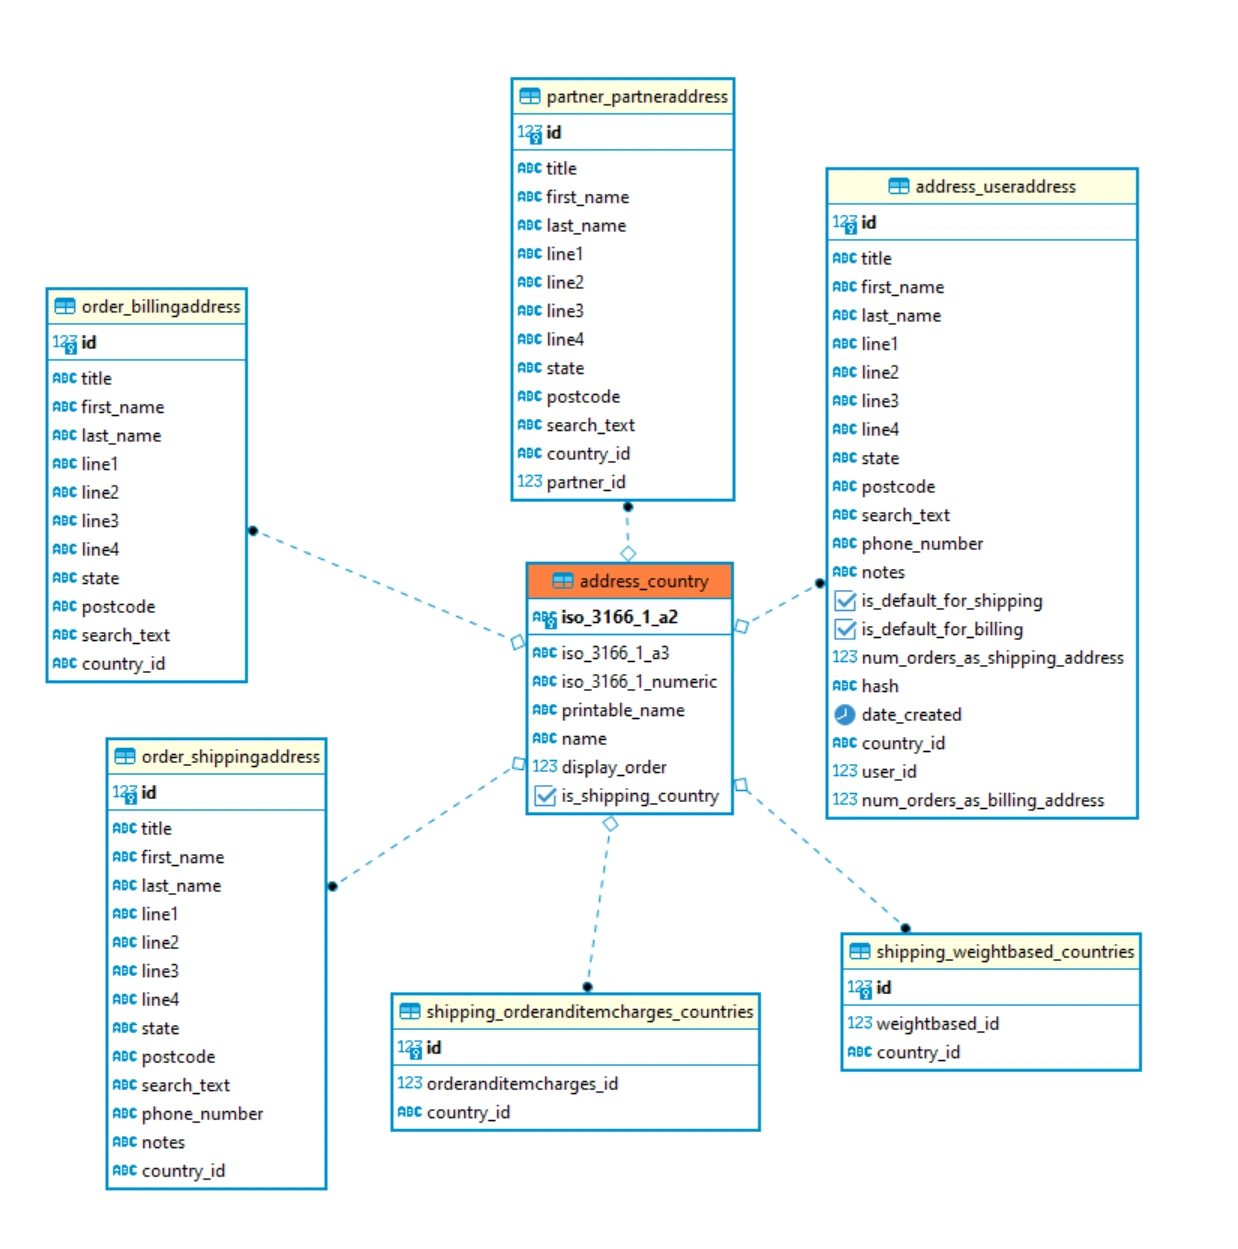 partner_partneraddress
123 id
ABC title
ABC first_name
ABC last_name
ABC line1
ABC line2
ABC line3
ABC line4
ABC state
ABC postcode
ABC search_text
ABC country_id
123 partner_id
address_useraddress
123 id
ABC title
ABC first_name
ABC last_name
ABC line1
ABC line2
ABC line3
ABC line4
ABC state
ABC postcode
ABC search_text
ABC phone_number
ABC notes
is_default_for_shipping
is_default_for_billing
123 num_orders_as_shipping_address
ABC hash
date_created
ABC country_id
123 user_id
123 num_orders_as_billing_address
order_billingaddress
123 id
ABC title
ABC first_name
ABC last_name
ABC line1
ABC line2
ABC line3
ABC line4
ABC state
ABC postcode
ABC search_text
ABC country_id
address_country
ABC iso_3166_1_a2
ABC iso_3166_1_a3
ABC iso_3166_1_numeric
ABC printable_name
ABC name
123 display_order
is_shipping_country
order_shippingaddress
123 id
ABC title
ABC first_name
ABC last_name
ABC line1
ABC line2
ABC line3
ABC line4
ABC state
ABC postcode
ABC search_text
ABC phone_number
ABC notes
ABC country_id
shipping_orderanditemcharges_countries
123 id
123 orderanditemcharges_id
ABC country_id
shipping_weightbased_countries
123 id
123 weightbased_id
ABC country_id